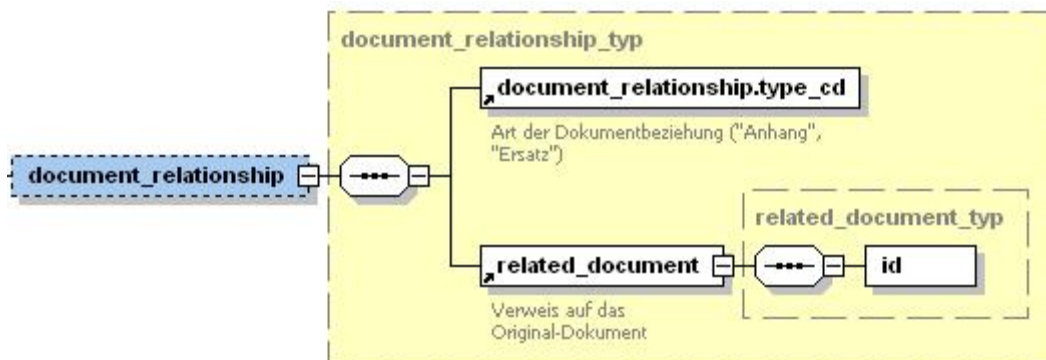 document_relationship_typ
document_relationship.type_cd
Art der Dokumentbeziehung ("Anhang",
"Ersatz")
document_relationship
related_document_typ
related_document
id
Verweis auf das
Original-Dokument